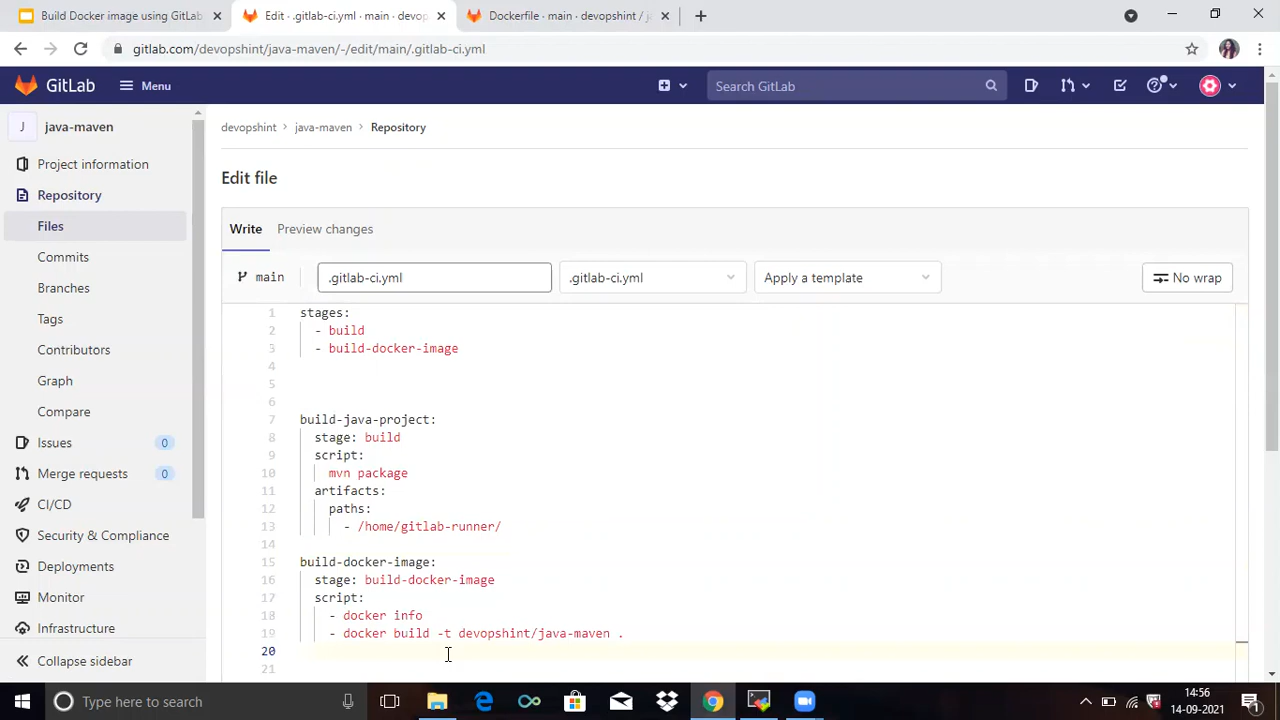 Build Docker image using GitLab
Edit · .gitlab-ci.yml · main · devop
Dockerfile · main · devopshint / j
gitlab.com/devopshint/java-maven/-/edit/main/.gitlab-ci.yml
GitLab
Menu
Search GitLab
J
java-maven
Project information
Repository
Files
Commits
Branches
Tags
Contributors
Graph
Compare
Issues 0
Merge requests 0
CI/CD
Security & Compliance
Deployments
Monitor
Infrastructure
Collapse sidebar
devopshint > java-maven > Repository
Edit file
Write
Preview changes
main
.gitlab-ci.yml
.gitlab-ci.yml
Apply a template
No wrap
1 stages:
2 - build
3 - build-docker-image
4
5
6
7 build-java-project:
8 stage: build
9 script:
10 mvn package
11 artifacts:
12 paths:
13 - /home/gitlab-runner/
14
15 build-docker-image:
16 stage: build-docker-image
17 script:
18 - docker info
19 - docker build -t devopshint/java-maven .
20
21
Type here to search
14:56
14-09-2021
1